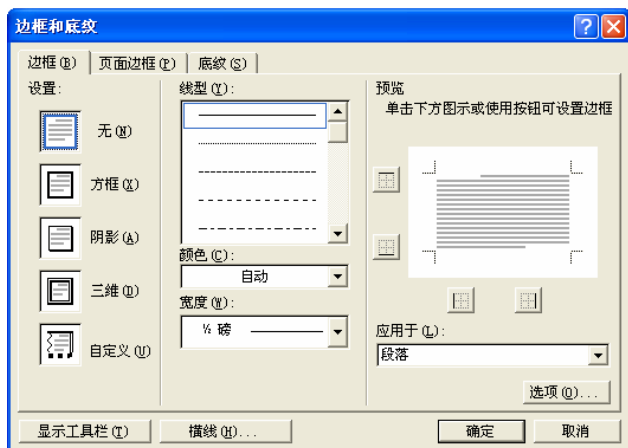 边框和底纹
边框(B) 页面边框(P) 底纹(S)
设置:
无(N)
方框(X)
阴影(A)
三维(D)
自定义(U)
线型(Y):
颜色(C):
自动
宽度(W):
½ 磅
预览
单击下方图示或使用按钮可设置边框
应用于(L):
段落
选项(O)...
显示工具栏(T) 横线(H)... 确定 取消